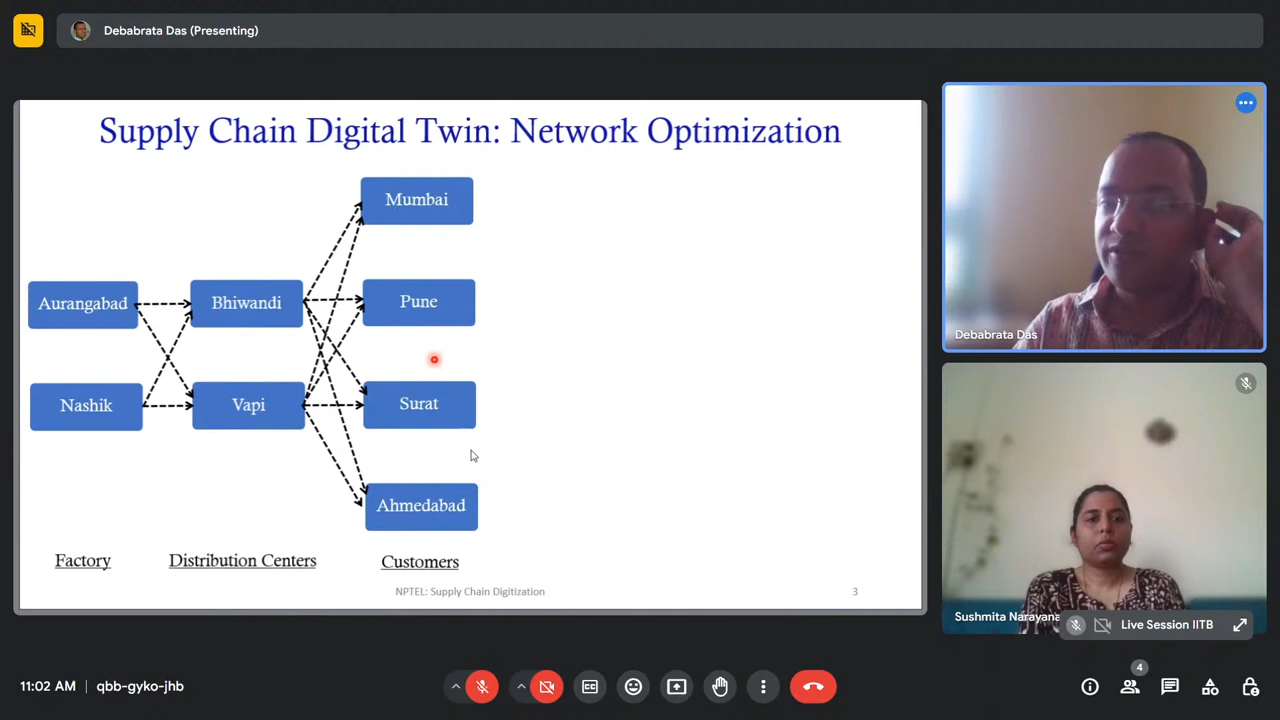 Debabrata Das (Presenting)
Supply Chain Digital Twin: Network Optimization
Mumbai
Aurangabad
Bhiwandi
Pune
Nashik
Vapi
Surat
Ahmedabad
Factory
Distribution Centers
Customers
NPTEL: Supply Chain Digitization
3
Debabrata Das
Sushmita Narayana
Live Session IITB
4
11:02 AM
qbb-gyko-jhb